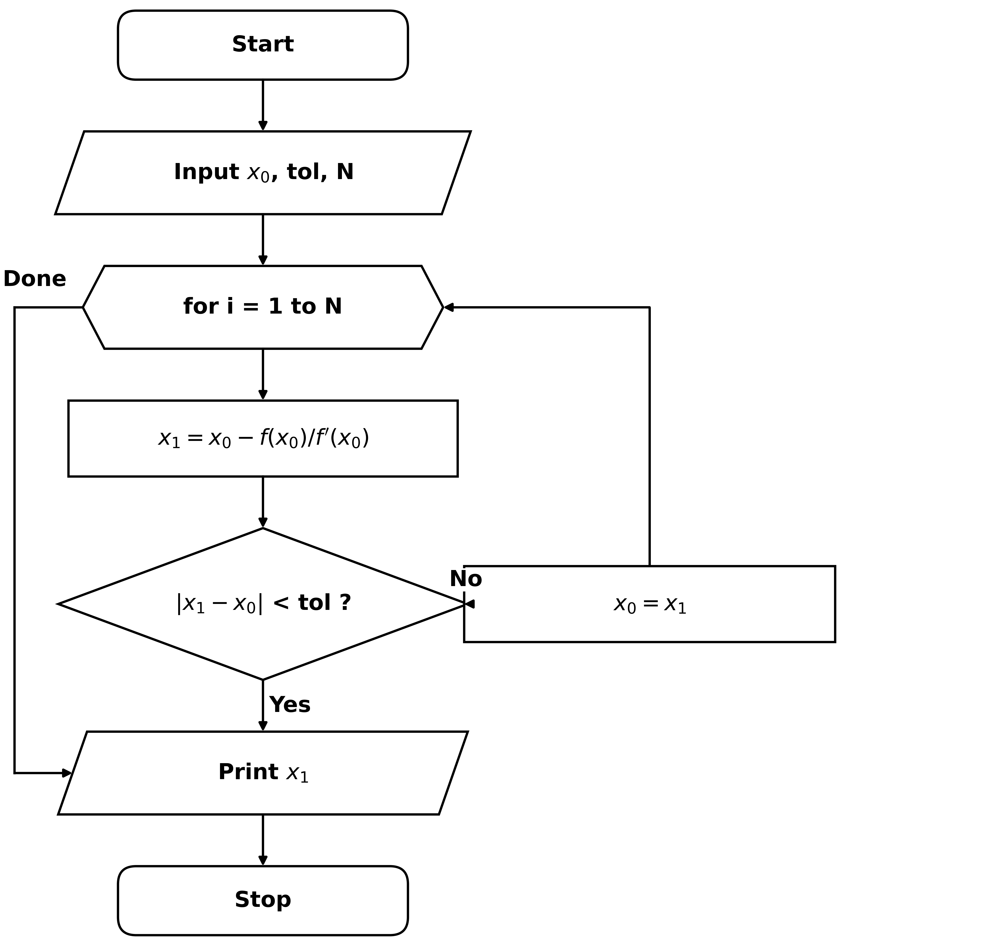 Start
Input x₀, tol, N
Done
for i = 1 to N
x₁ = x₀ − f(x₀)/f′(x₀)
No
|x₁ − x₀| < tol ?
x₀ = x₁
Yes
Print x₁
Stop